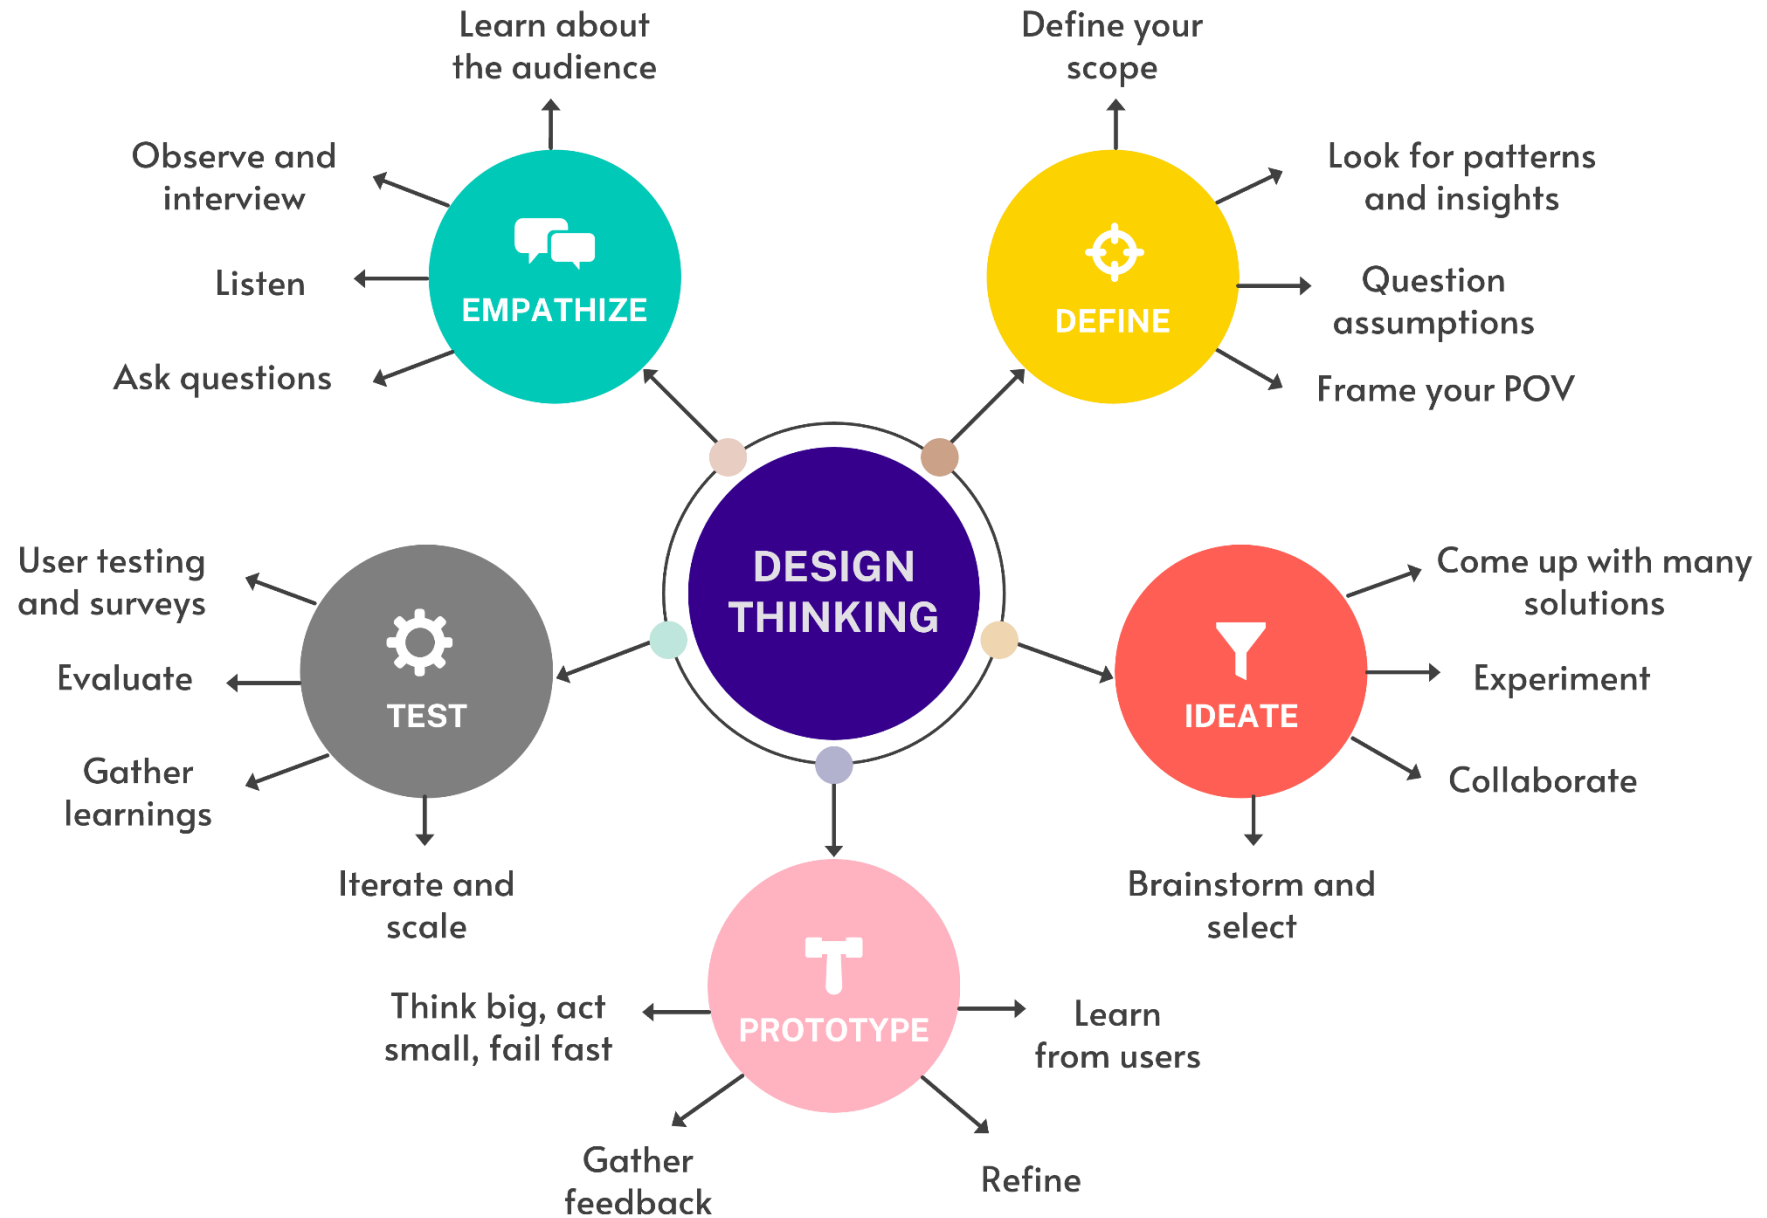 Learn about
the audience
Observe and
interview
Listen
Ask questions
EMPATHIZE
Define your
scope
Look for patterns
and insights
Question
assumptions
Frame your POV
DEFINE
DESIGN
THINKING
User testing
and surveys
Evaluate
Gather
learnings
Iterate and
scale
TEST
Come up with many
solutions
Experiment
Collaborate
Brainstorm and
select
IDEATE
Think big, act
small, fail fast
Gather
feedback
PROTOTYPE
Learn
from users
Refine